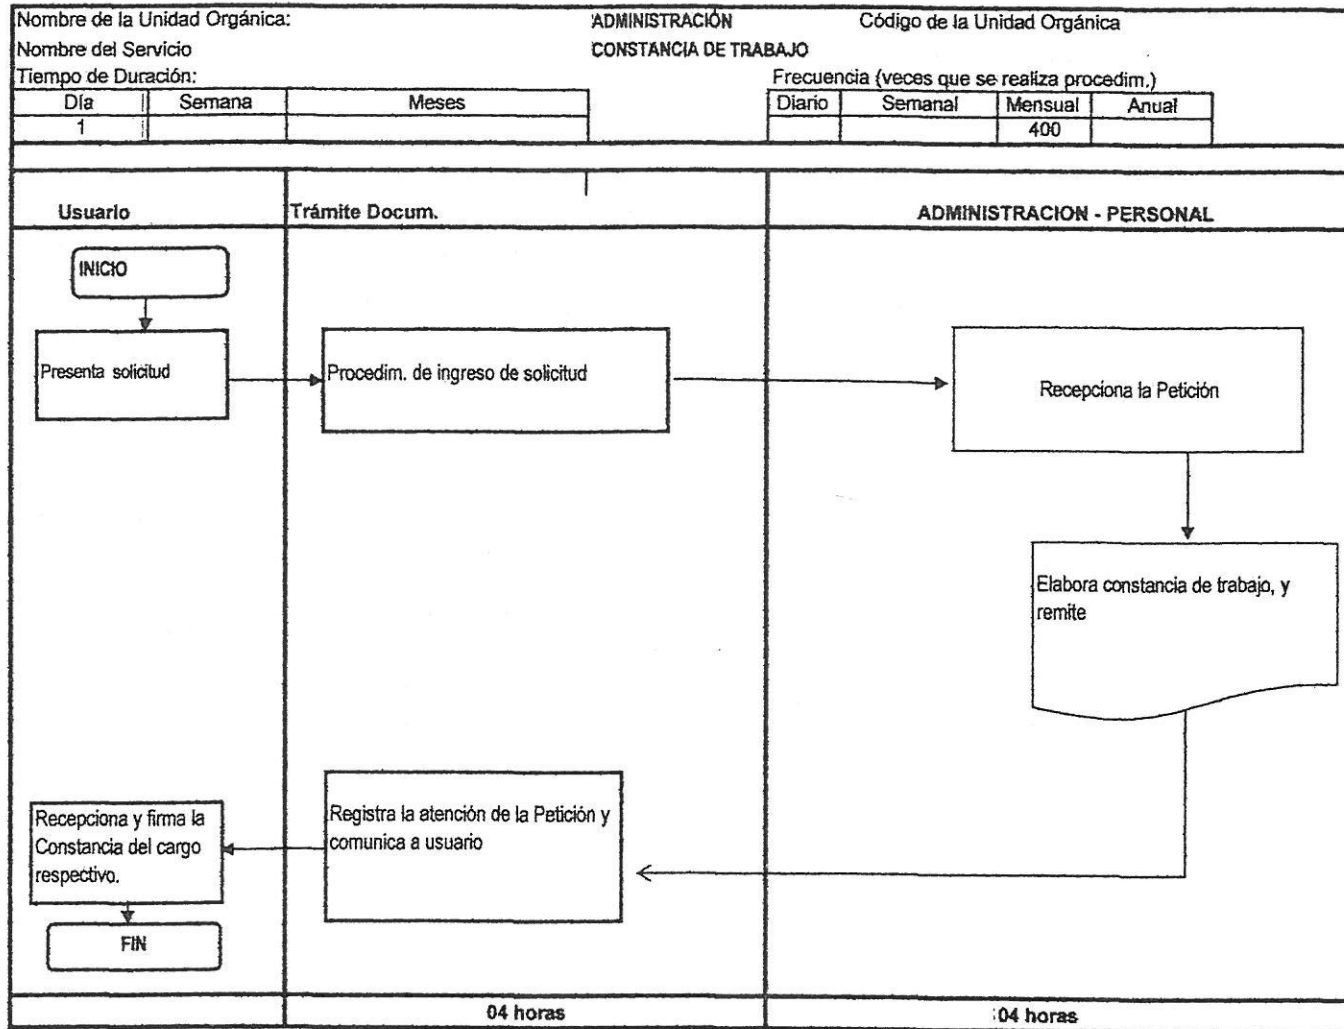 Nombre de la Unidad Orgánica: ADMINISTRACIÓN Código de la Unidad Orgánica
Nombre del Servicio CONSTANCIA DE TRABAJO
Tiempo de Duración: Frecuencia (veces que se realiza procedim.)
Día Semana Meses Diario Semanal Mensual Anual
1 400
Usuario Trámite Docum. ADMINISTRACION - PERSONAL
INICIO
Presenta solicitud
Procedim. de ingreso de solicitud
Recepciona la Petición
Elabora constancia de trabajo, y
remite
Registra la atención de la Petición y
comunica a usuario
Recepciona y firma la
Constancia del cargo
respectivo.
FIN
04 horas 04 horas